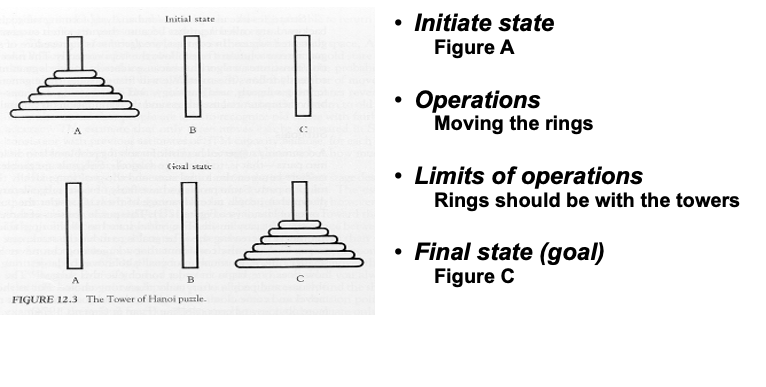 Initial state
A
B
C
Goal state
A
B
C
FIGURE 12.3 The Tower of Hanoi puzzle.
• Initiate state
Figure A
• Operations
Moving the rings
• Limits of operations
Rings should be with the towers
• Final state (goal)
Figure C